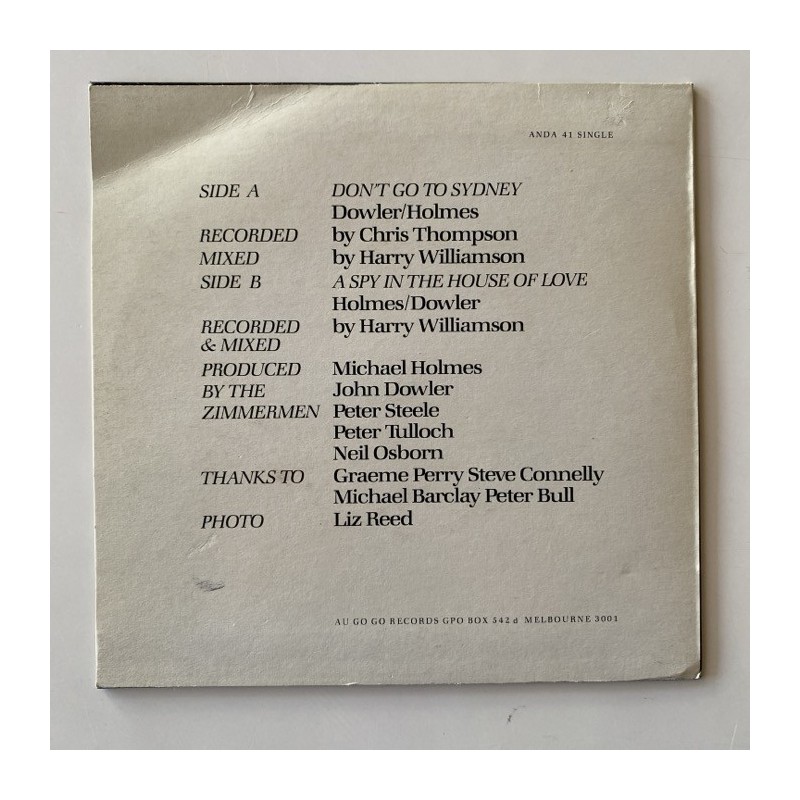 ANDA 41 SINGLE
SIDE A DON'T GO TO SYDNEY
Dowler/Holmes
RECORDED by Chris Thompson
MIXED by Harry Williamson
SIDE B A SPY IN THE HOUSE OF LOVE
Holmes/Dowler
RECORDED by Harry Williamson
& MIXED
PRODUCED Michael Holmes
BY THE John Dowler
ZIMMERMEN Peter Steele
Peter Tulloch
Neil Osborn
THANKS TO Graeme Perry Steve Connelly
Michael Barclay Peter Bull
PHOTO Liz Reed
AU GO GO RECORDS GPO BOX 542 d MELBOURNE 3001